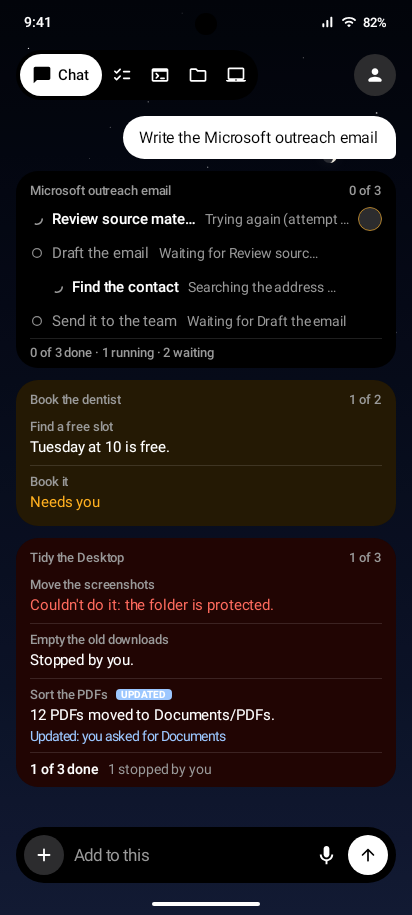 9:41
82%
Chat
Write the Microsoft outreach email
Microsoft outreach email 0 of 3
Review source mate... Trying again (attempt ...
Draft the email Waiting for Review sourc...
Find the contact Searching the address ...
Send it to the team Waiting for Draft the email
0 of 3 done · 1 running · 2 waiting
Book the dentist 1 of 2
Find a free slot
Tuesday at 10 is free.
Book it
Needs you
Tidy the Desktop 1 of 3
Move the screenshots
Couldn't do it: the folder is protected.
Empty the old downloads
Stopped by you.
Sort the PDFs UPDATED
12 PDFs moved to Documents/PDFs.
Updated: you asked for Documents
1 of 3 done 1 stopped by you
Add to this